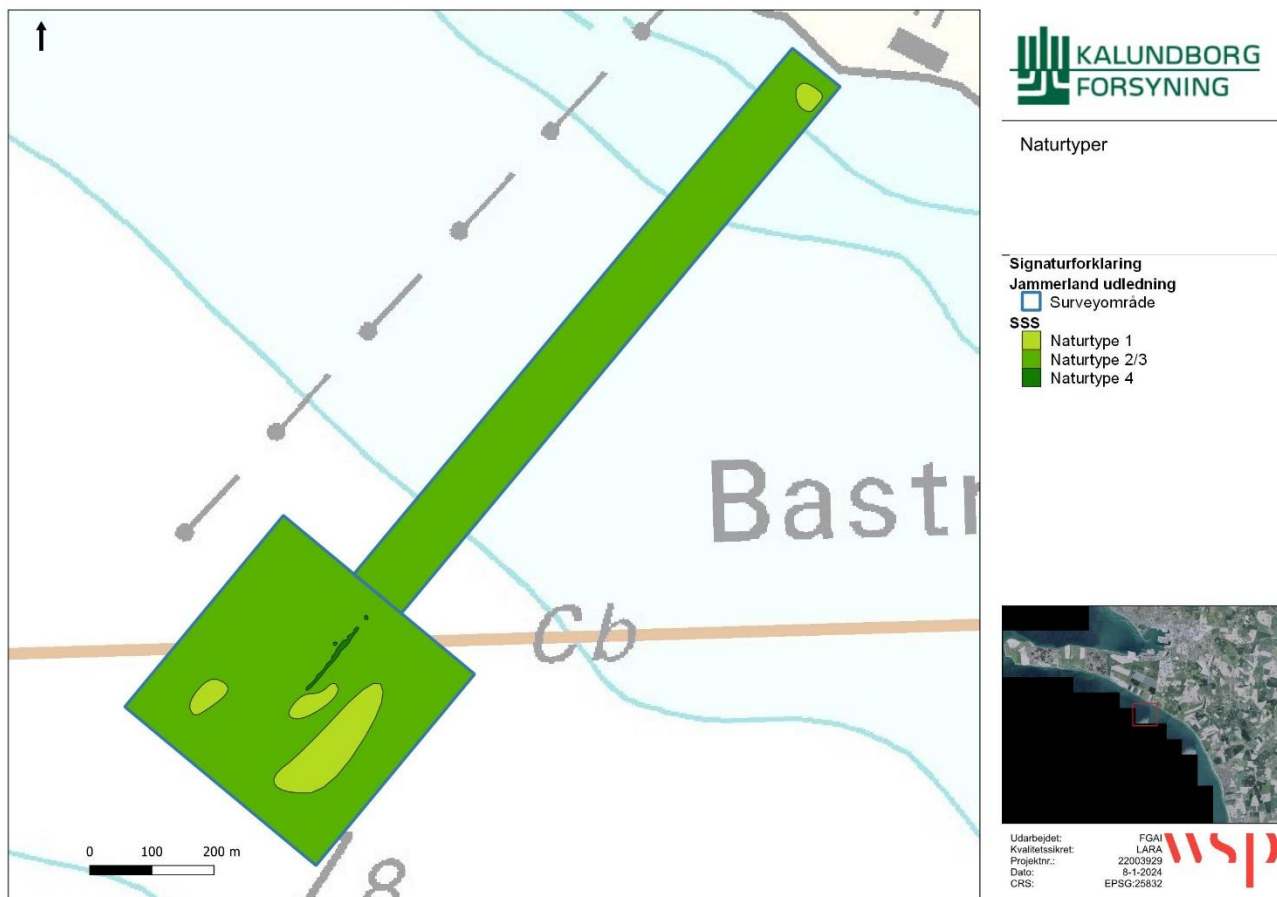 KALUNDBORG
FORSYNING
Naturtyper
Signaturforklaring
Jammerland udledning
Surveyområde
SSS
Naturtype 1
Naturtype 2/3
Naturtype 4
Cb
8
0 100 200 m
Udarbejdet: FGAI
Kvalitetssikret: LARA
Projektnr.: 22003929
Dato: 8-1-2024
CRS: EPSG:25832
wsp